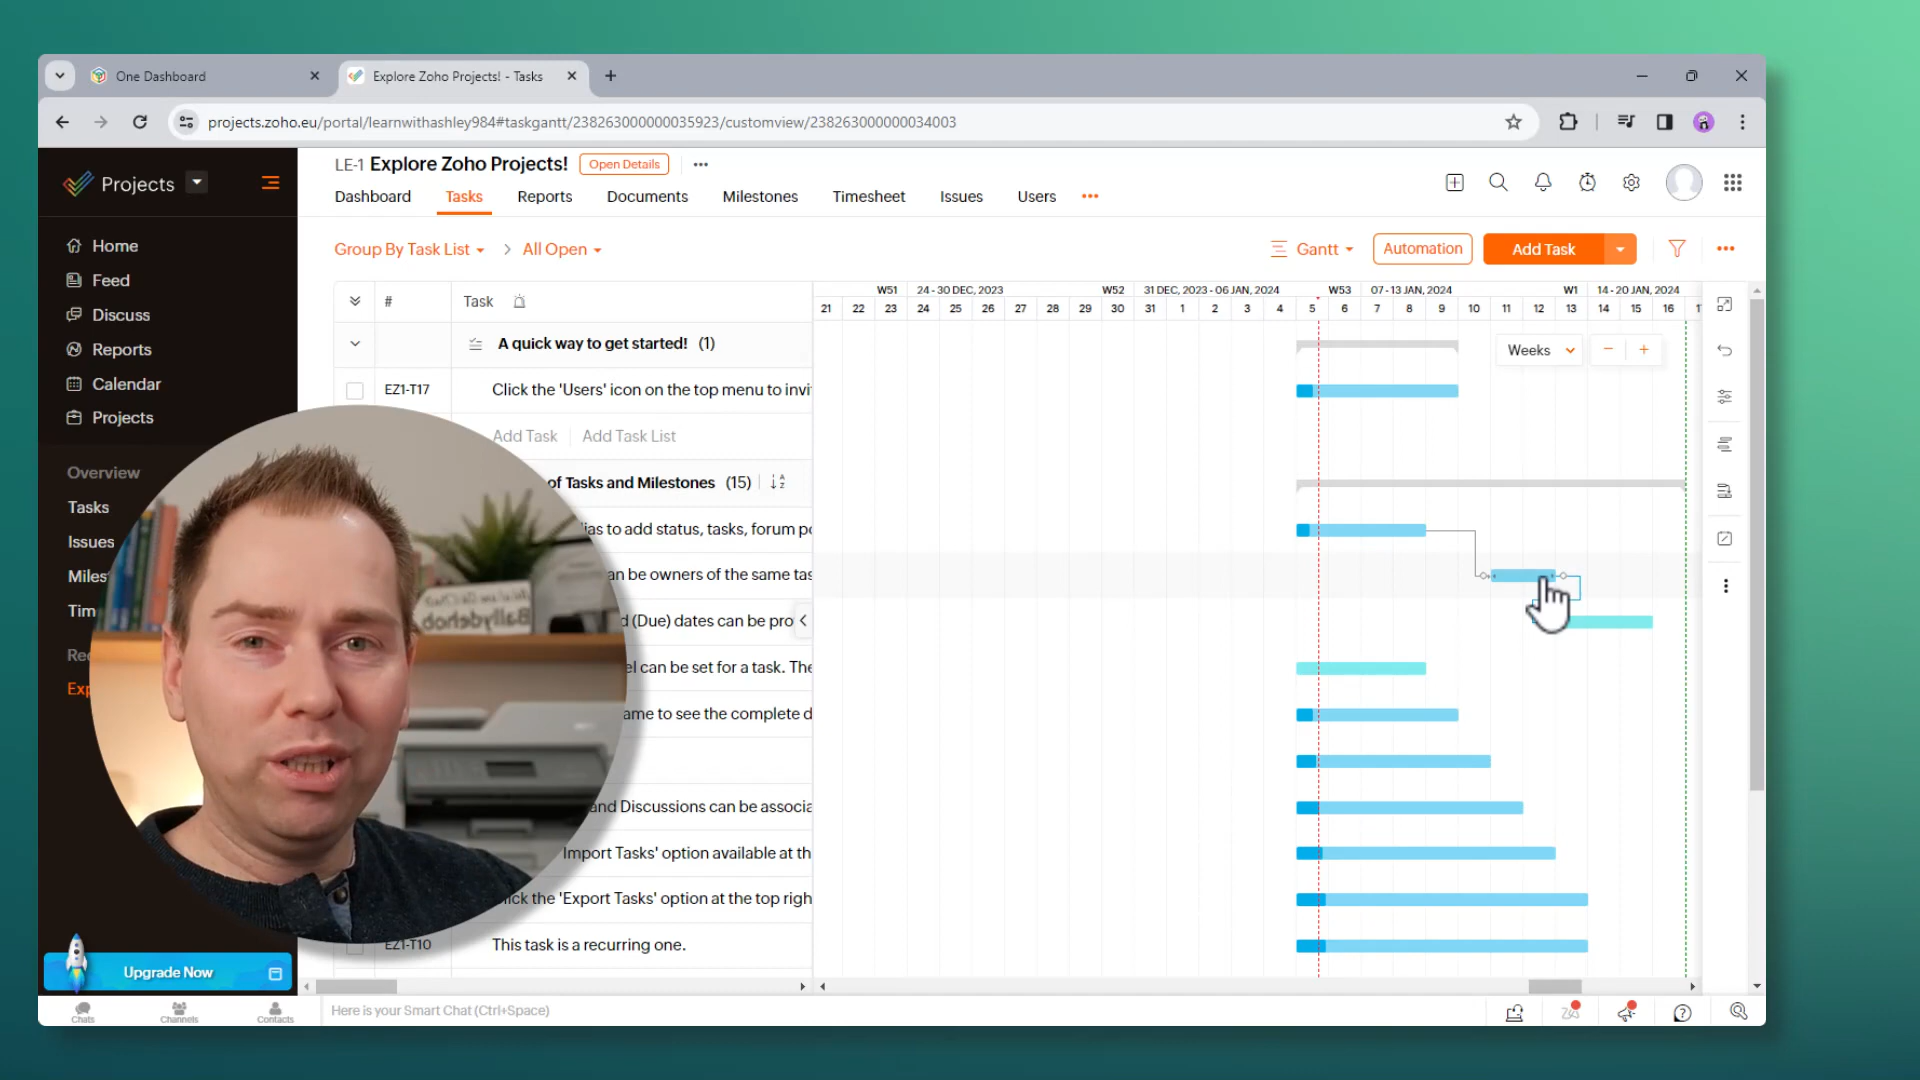 One Dashboard
Explore Zoho Projects! - Tasks
projects.zoho.eu/portal/learnwithashley984#taskgantt/238263000000035923/customview/238263000000034003
Projects
LE-1 Explore Zoho Projects! Open Details
Dashboard Tasks Reports Documents Milestones Timesheet Issues Users
Home
Feed
Discuss
Reports
Calendar
Projects
Overview
Tasks
Issues
Miles
Tim
Re
Exp
Upgrade Now
Group By Task List > All Open
Gantt Automation Add Task
# Task
W51 24 - 30 DEC, 2023 W52 31 DEC, 2023 - 06 JAN, 2024 W53 07 - 13 JAN, 2024 W1 14 - 20 JAN, 2024
21 22 23 24 25 26 27 28 29 30 31 1 2 3 4 5 6 7 8 9 10 11 12 13 14 15 16 1
Weeks - +
A quick way to get started! (1)
EZ1-T17 Click the 'Users' icon on the top menu to invi
Add Task Add Task List
of Tasks and Milestones (15)
ias to add status, tasks, forum p
an be owners of the same tas
d (Due) dates can be pro
el can be set for a task. The
ame to see the complete d
and Discussions can be associa
Import Tasks' option available at th
lick the 'Export Tasks' option at the top righ
EZ1-T10 This task is a recurring one.
Ballydehob
Chats Channels Contacts
Here is your Smart Chat (Ctrl+Space)